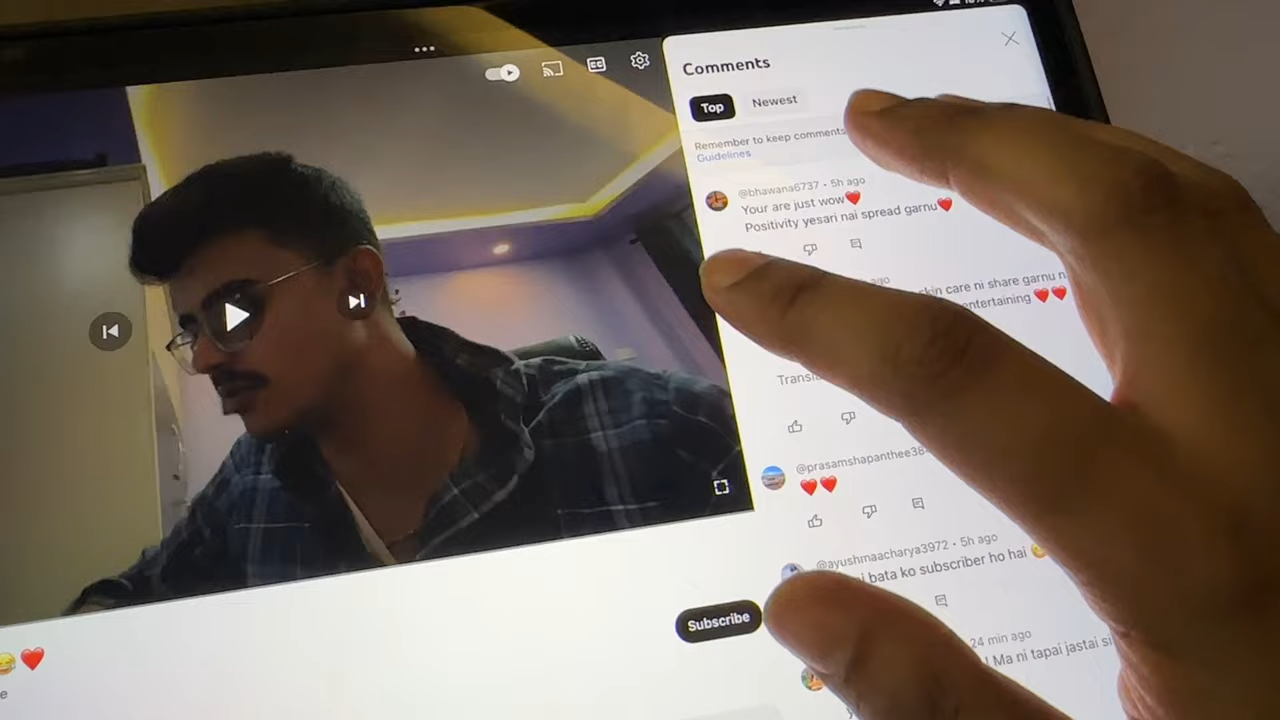 Comments
Top Newest
Remember to keep comments
Guidelines
@bhawana6737 • 5h ago
Your are just wow❤️
Positivity yesari nai spread garnu❤️
ago
skin care ni share garnu
entertaining ❤️❤️
@prasamshapanthee38
❤️❤️
@ayushmaacharya3972 • 5h ago
bata ko subscriber ho hai
Subscribe
24 min ago
! Ma ni tapai jastai